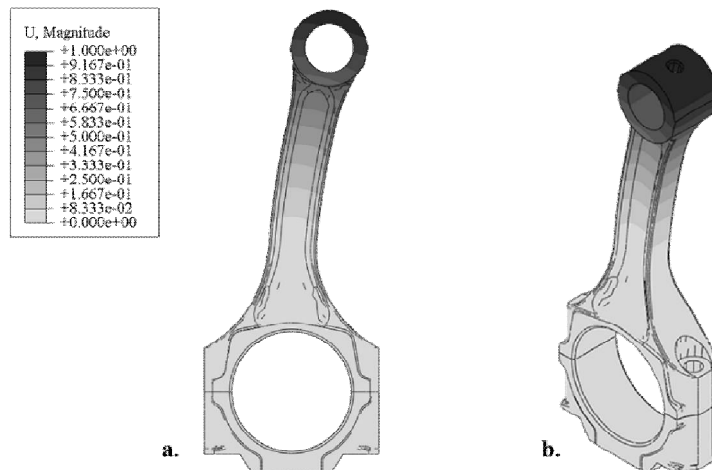 U, Magnitude
+1.000e+00
+9.167e-01
+8.333e-01
+7.500e-01
+6.667e-01
+5.833e-01
+5.000e-01
+4.167e-01
+3.333e-01
+2.500e-01
+1.667e-01
+8.333e-02
+0.000e+00
a.
b.